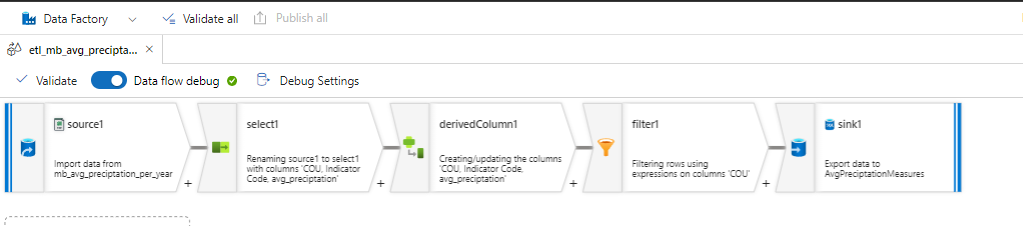 Data Factory
Validate all
Publish all
etl_mb_avg_precipta...
Validate
Data flow debug
Debug Settings
source1
Import data from
mb_avg_preciptation_per_year
select1
Renaming source1 to select1
with columns 'COU, Indicator
Code, avg_preciptation'
derivedColumn1
Creating/updating the columns
'COU, Indicator Code,
avg_preciptation'
filter1
Filtering rows using
expressions on columns 'COU'
sink1
Export data to
AvgPreciptationMeasures